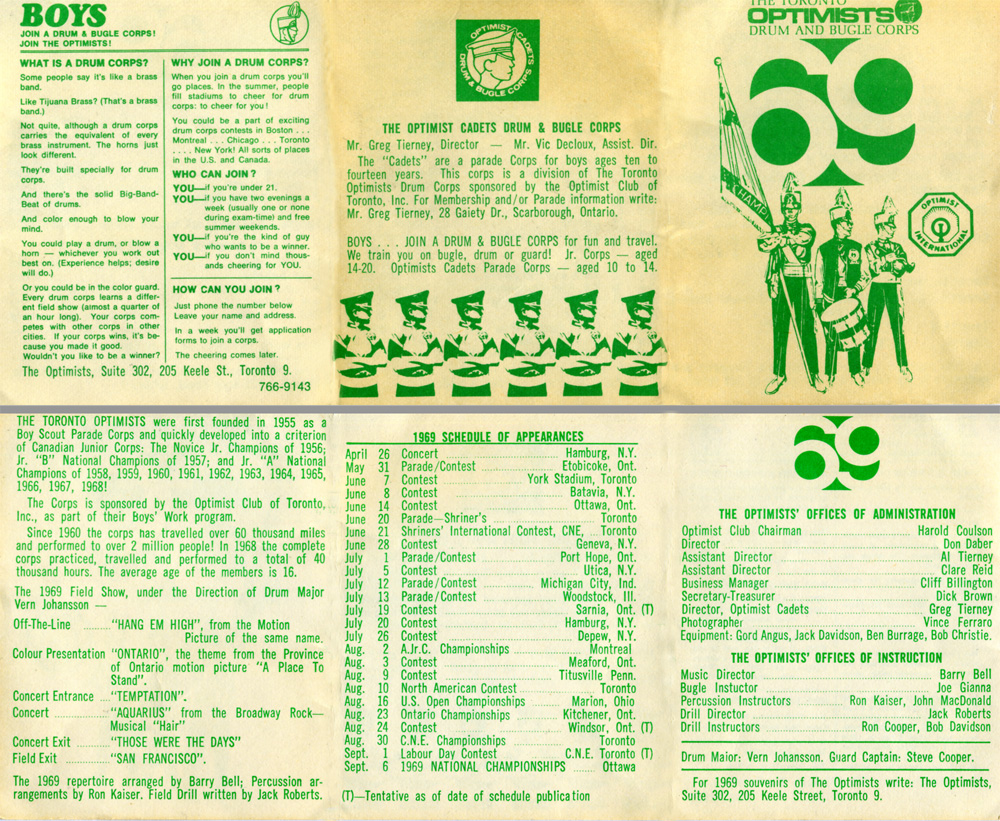 BOYS
JOIN A DRUM & BUGLE CORPS!
JOIN THE OPTIMISTS!
WHAT IS A DRUM CORPS?
Some people say it's like a brass
band.
Like Tijuana Brass? (That's a brass
band.)
Not quite, although a drum corps
carries the equivalent of every
brass instrument. The horns just
look different.
They're built specially for drum
corps.
And there's the solid Big-Band-
Beat of drums.
And color enough to blow your
mind.
You could play a drum, or blow a
horn — whichever you work out
best on. (Experience helps; desire
will do.)
Or you could be in the color guard.
Every drum corps learns a differ-
ent field show (almost a quarter of
an hour long). Your corps com-
petes with other corps in other
cities. If your corps wins, it's be-
cause you made it good.
Wouldn't you like to be a winner?
WHY JOIN A DRUM CORPS?
When you join a drum corps you'll
go places. In the summer, people
fill stadiums to cheer for drum
corps: to cheer for you!
You could be a part of exciting
drum corps contests in Boston . . .
Montreal . . . Chicago . . . Toronto
. . . . New York! All sorts of places
in the U.S. and Canada.
WHO CAN JOIN ?
YOU—if you're under 21.
YOU—if you have two evenings a
week (usually one or none
during exam-time) and free
summer weekends.
YOU—if you're the kind of guy
who wants to be a winner.
YOU—if you don't mind thous-
ands cheering for YOU.
HOW CAN YOU JOIN ?
Just phone the number below
Leave your name and address.
In a week you'll get application
forms to join a corps.
The cheering comes later.
The Optimists, Suite 302, 205 Keele St., Toronto 9.
766-9143
OPTIMIST CADETS
DRUM & BUGLE CORPS
THE OPTIMIST CADETS DRUM & BUGLE CORPS
Mr. Greg Tierney, Director — Mr. Vic Decloux, Assist. Dir.
The "Cadets" are a parade Corps for boys ages ten to
fourteen years. This corps is a division of The Toronto
Optimists Drum Corps sponsored by the Optimist Club of
Toronto, Inc. For Membership and/or Parade information write:
Mr. Greg Tierney, 28 Gaiety Dr., Scarborough, Ontario.
BOYS . . . JOIN A DRUM & BUGLE CORPS for fun and travel.
We train you on bugle, drum or guard! Jr. Corps — aged
14-20. Optimists Cadets Parade Corps — aged 10 to 14.
THE TORONTO
OPTIMISTS
DRUM AND BUGLE CORPS
69
CHAMP
OPTIMIST
INTERNATIONAL
THE TORONTO OPTIMISTS were first founded in 1955 as a
Boy Scout Parade Corps and quickly developed into a criterion
of Canadian Junior Corps: The Novice Jr. Champions of 1956;
Jr. "B" National Champions of 1957; and Jr. "A" National
Champions of 1958, 1959, 1960, 1961, 1962, 1963, 1964, 1965,
1966, 1967, 1968!
The Corps is sponsored by the Optimist Club of Toronto,
Inc., as part of their Boys' Work program.
Since 1960 the corps has travelled over 60 thousand miles
and performed to over 2 million people! In 1968 the complete
corps practiced, travelled and performed to a total of 40
thousand hours. The average age of the members is 16.
The 1969 Field Show, under the Direction of Drum Major
Vern Johansson —
Off-The-Line ........"HANG EM HIGH", from the Motion
Picture of the same name.
Colour Presentation "ONTARIO", the theme from the Province
of Ontario motion picture "A Place To
Stand".
Concert Entrance ...."TEMPTATION".
Concert ................"AQUARIUS" from the Broadway Rock—
Musical "Hair"
Concert Exit ..........."THOSE WERE THE DAYS"
Field Exit ............."SAN FRANCISCO".
The 1969 repertoire arranged by Barry Bell; Percussion ar-
rangements by Ron Kaiser. Field Drill written by Jack Roberts.
1969 SCHEDULE OF APPEARANCES
April 26 Concert Hamburg, N.Y.
May 31 Parade/Contest Etobicoke, Ont.
June 7 Contest York Stadium, Toronto
June 8 Contest Batavia, N.Y.
June 14 Contest Ottawa, Ont.
June 20 Parade—Shriner's Toronto
June 21 Shriners' International Contest, CNE, Toronto
June 28 Contest Geneva, N.Y.
July 1 Parade/Contest Port Hope, Ont.
July 5 Contest Utica, N.Y.
July 12 Parade/Contest Michigan City, Ind.
July 13 Parade/Contest Woodstock, Ill.
July 19 Contest Sarnia, Ont. (T)
July 20 Contest Hamburg, N.Y.
July 26 Contest Depew, N.Y.
Aug. 2 A.Jr.C. Championships Montreal
Aug. 3 Contest Meaford, Ont.
Aug. 9 Contest Titusville Penn.
Aug. 10 North American Contest Toronto
Aug. 16 U.S. Open Championships Marion, Ohio
Aug. 23 Ontario Championships Kitchener, Ont.
Aug. 24 Contest Windsor, Ont. (T)
Aug. 30 C.N.E. Championships Toronto
Sept. 1 Labour Day Contest C.N.E. Toronto (T)
Sept. 6 1969 NATIONAL CHAMPIONSHIPS Ottawa
(T)—Tentative as of date of schedule publication
69
THE OPTIMISTS' OFFICES OF ADMINISTRATION
Optimist Club Chairman Harold Coulson
Director Don Daber
Assistant Director Al Tierney
Assistant Director Clare Reid
Business Manager Cliff Billington
Secretary-Treasurer Dick Brown
Director, Optimist Cadets Greg Tierney
Photographer Vince Ferraro
Equipment: Gord Angus, Jack Davidson, Ben Burrage, Bob Christie.
THE OPTIMISTS' OFFICES OF INSTRUCTION
Music Director Barry Bell
Bugle Instuctor Joe Gianna
Percussion Instructors Ron Kaiser, John MacDonald
Drill Director Jack Roberts
Drill Instructors Ron Cooper, Bob Davidson
Drum Maior: Vern Johansson. Guard Captain: Steve Cooper.
For 1969 souvenirs of The Optimists write: The Optimists,
Suite 302, 205 Keele Street, Toronto 9.